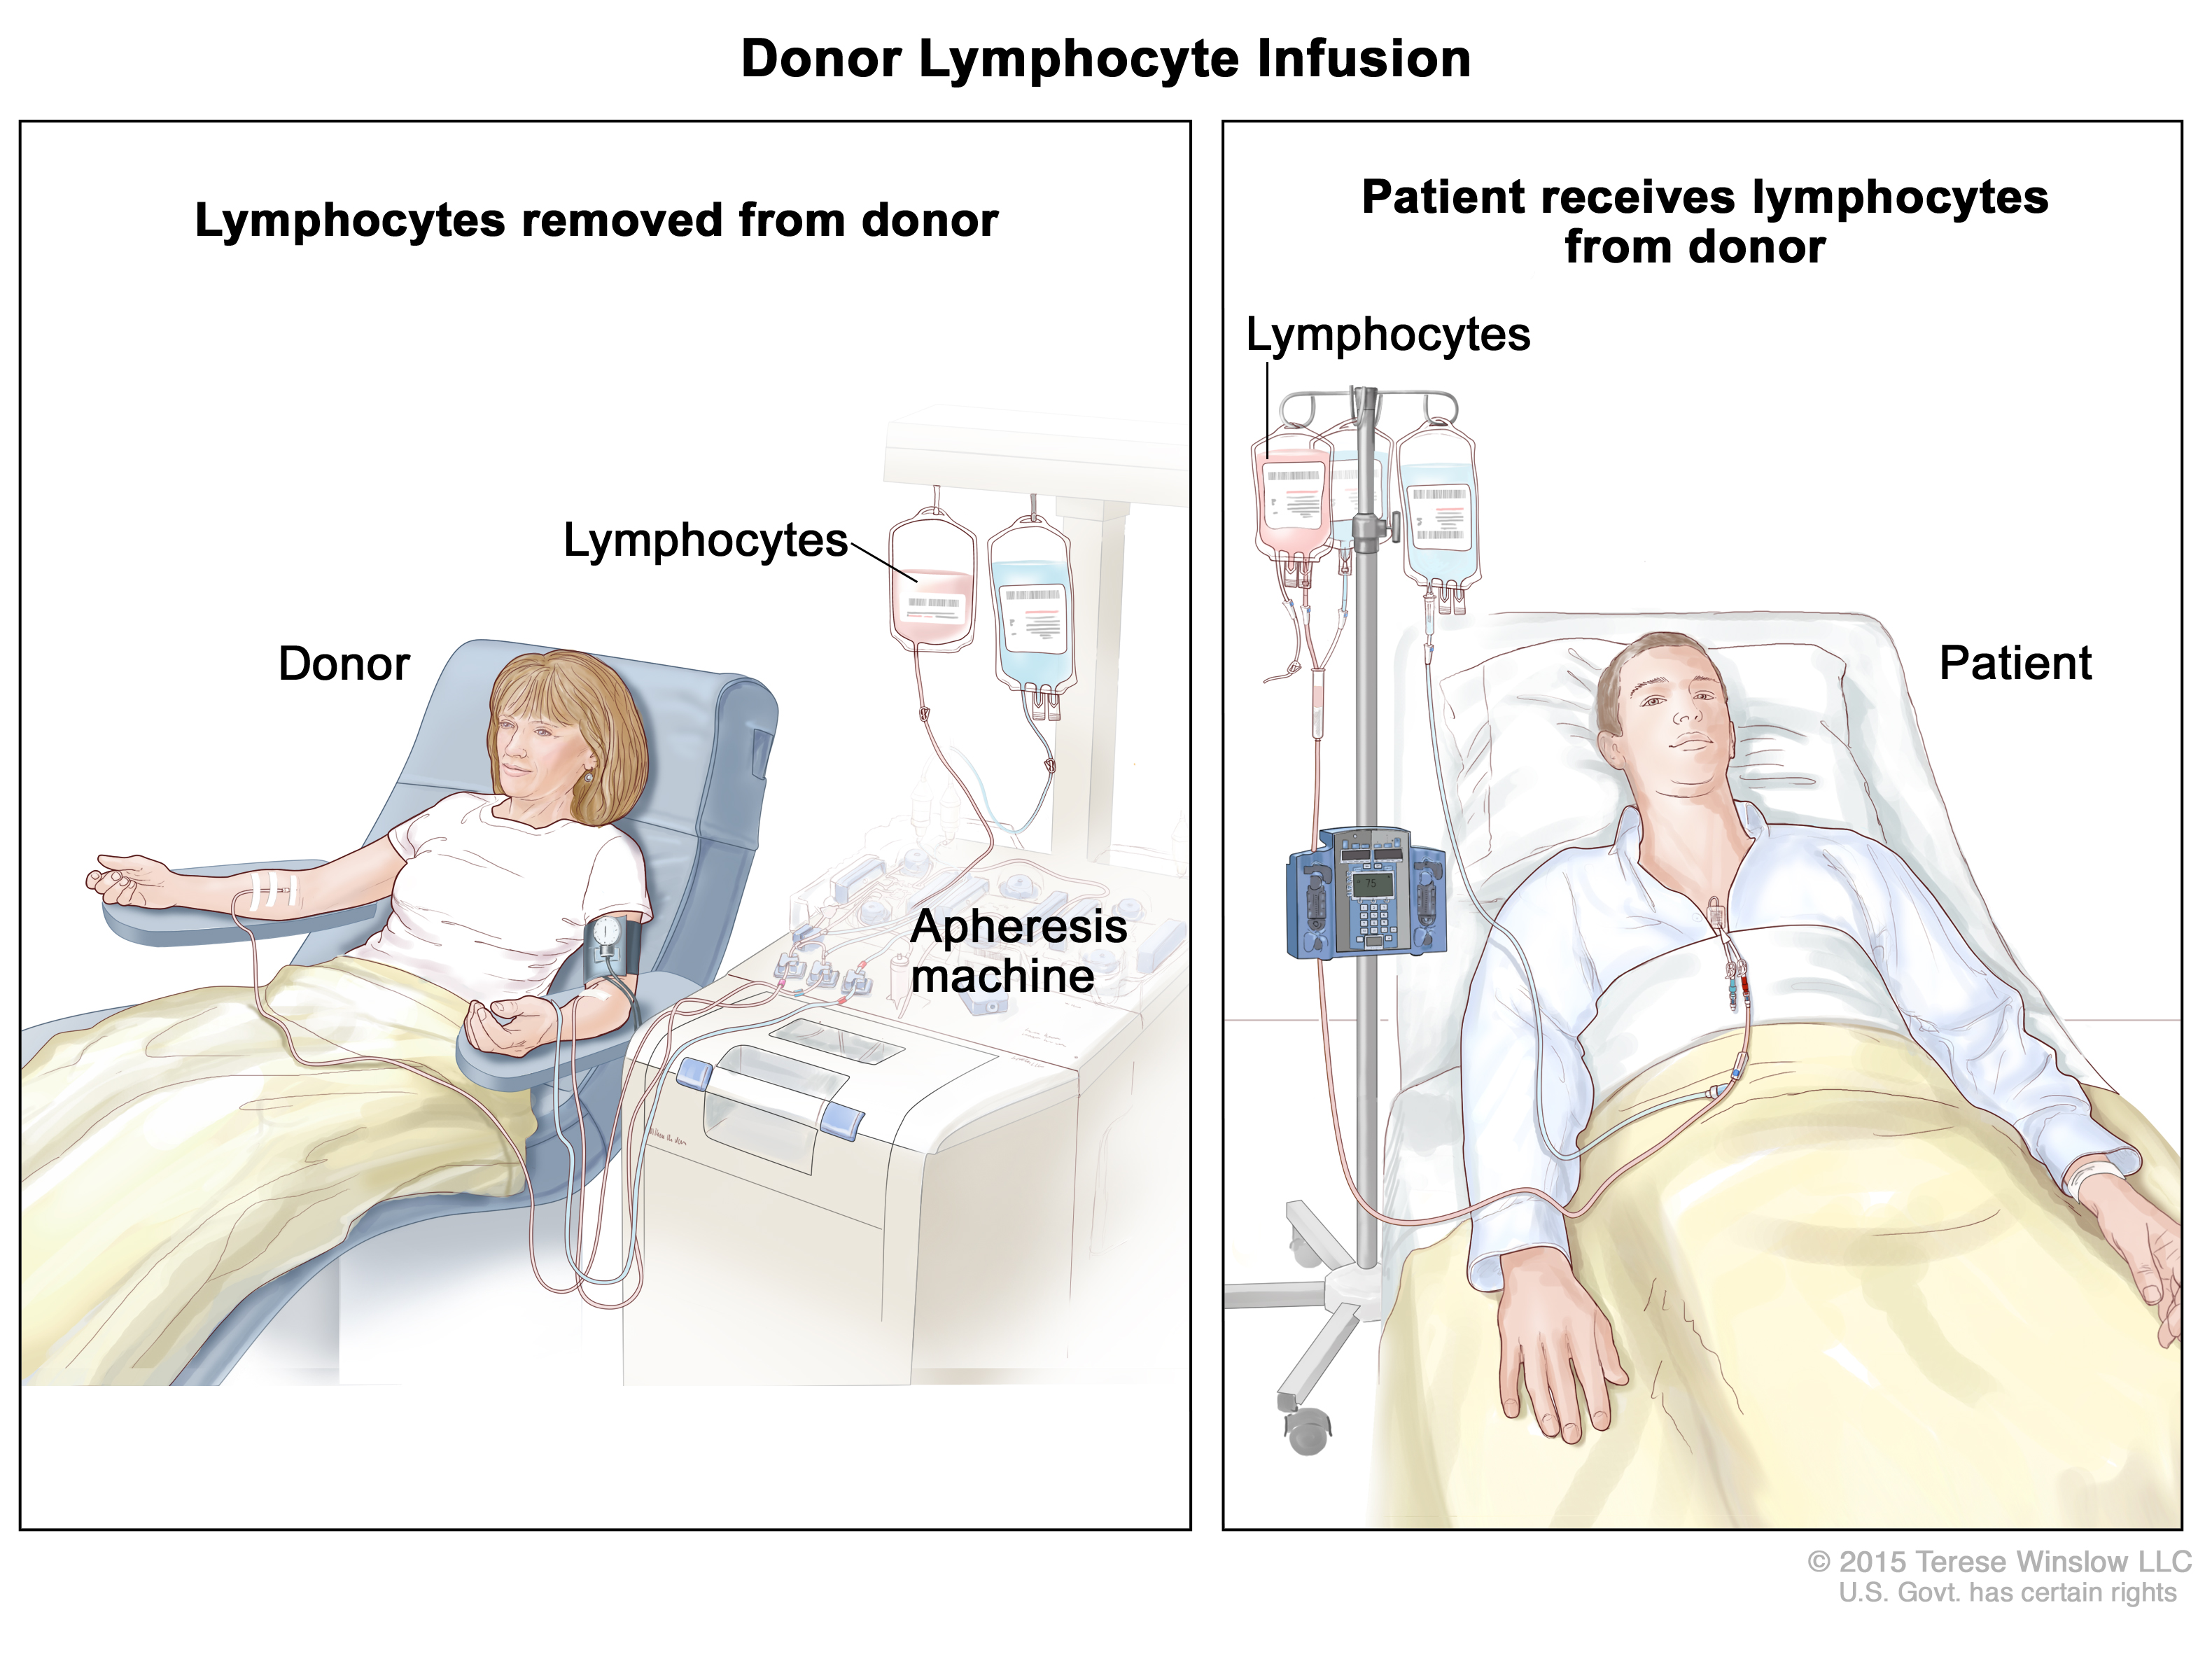 Donor Lymphocyte Infusion
Lymphocytes removed from donor
Lymphocytes
Donor
Apheresis
machine
Patient receives lymphocytes
from donor
Lymphocytes
Patient
75
© 2015 Terese Winslow LLC
U.S. Govt. has certain rights